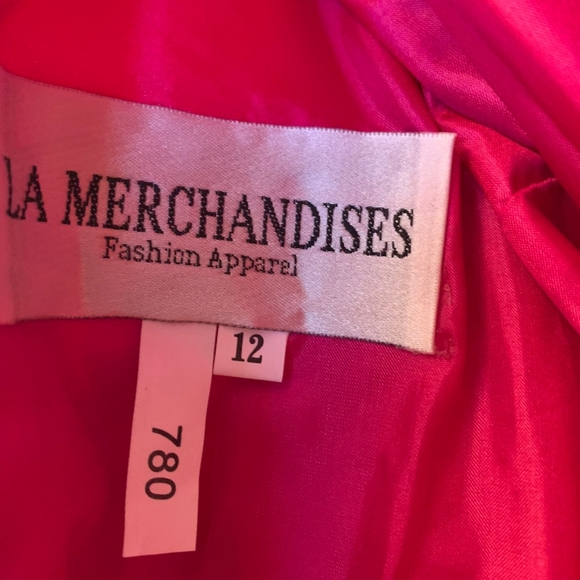 LA MERCHANDISES
Fashion Apparel
12
780